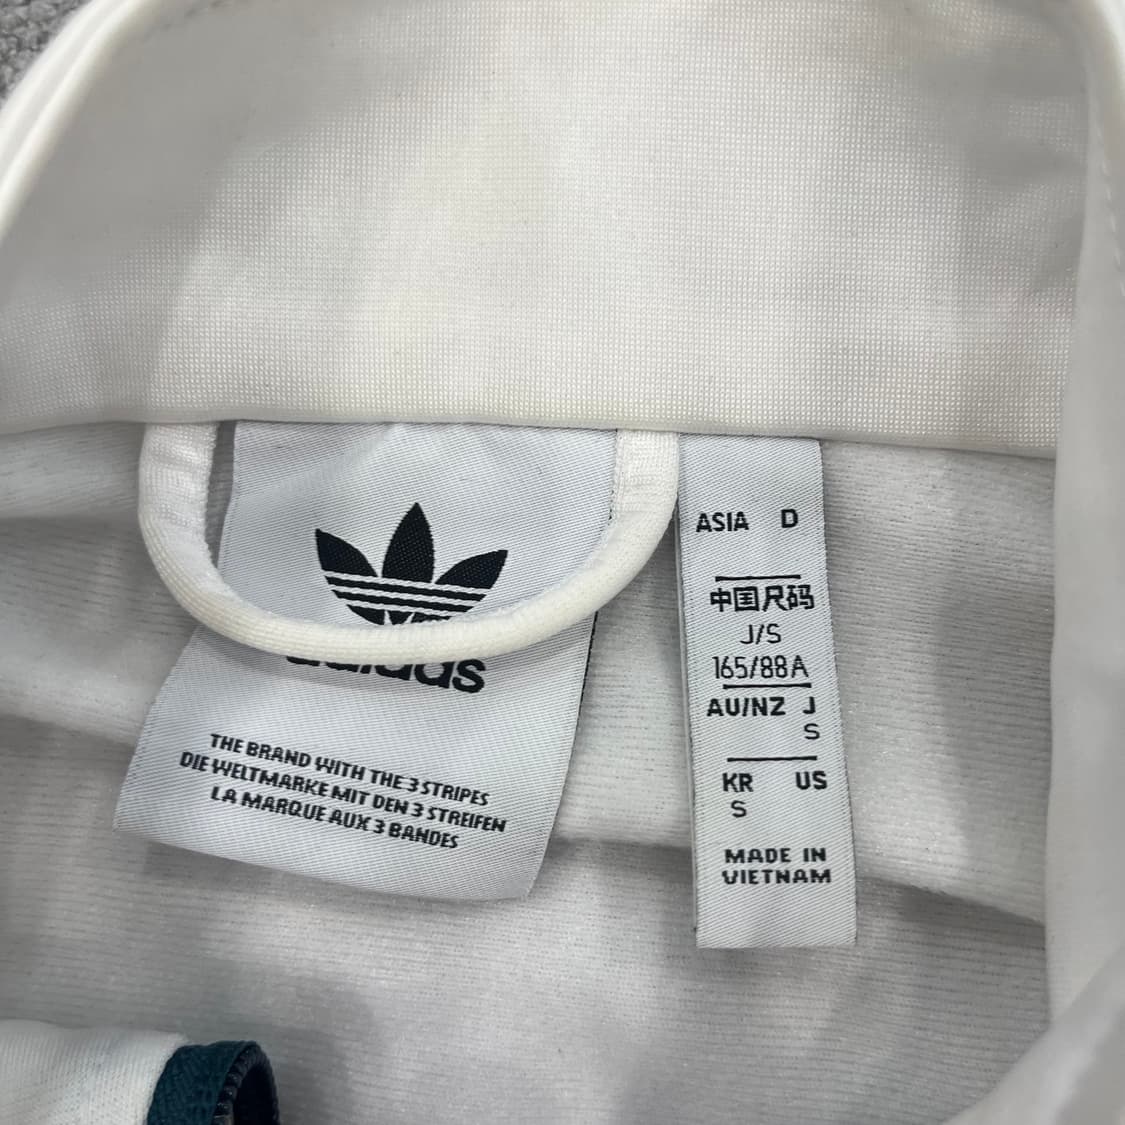 adidas
THE BRAND WITH THE 3 STRIPES
DIE WELTMARKE MIT DEN 3 STREIFEN
LA MARQUE AUX 3 BANDES
ASIA D
中国尺码
J/S
165/88A
AU/NZ J
S
KR US
S
MADE IN
VIETNAM